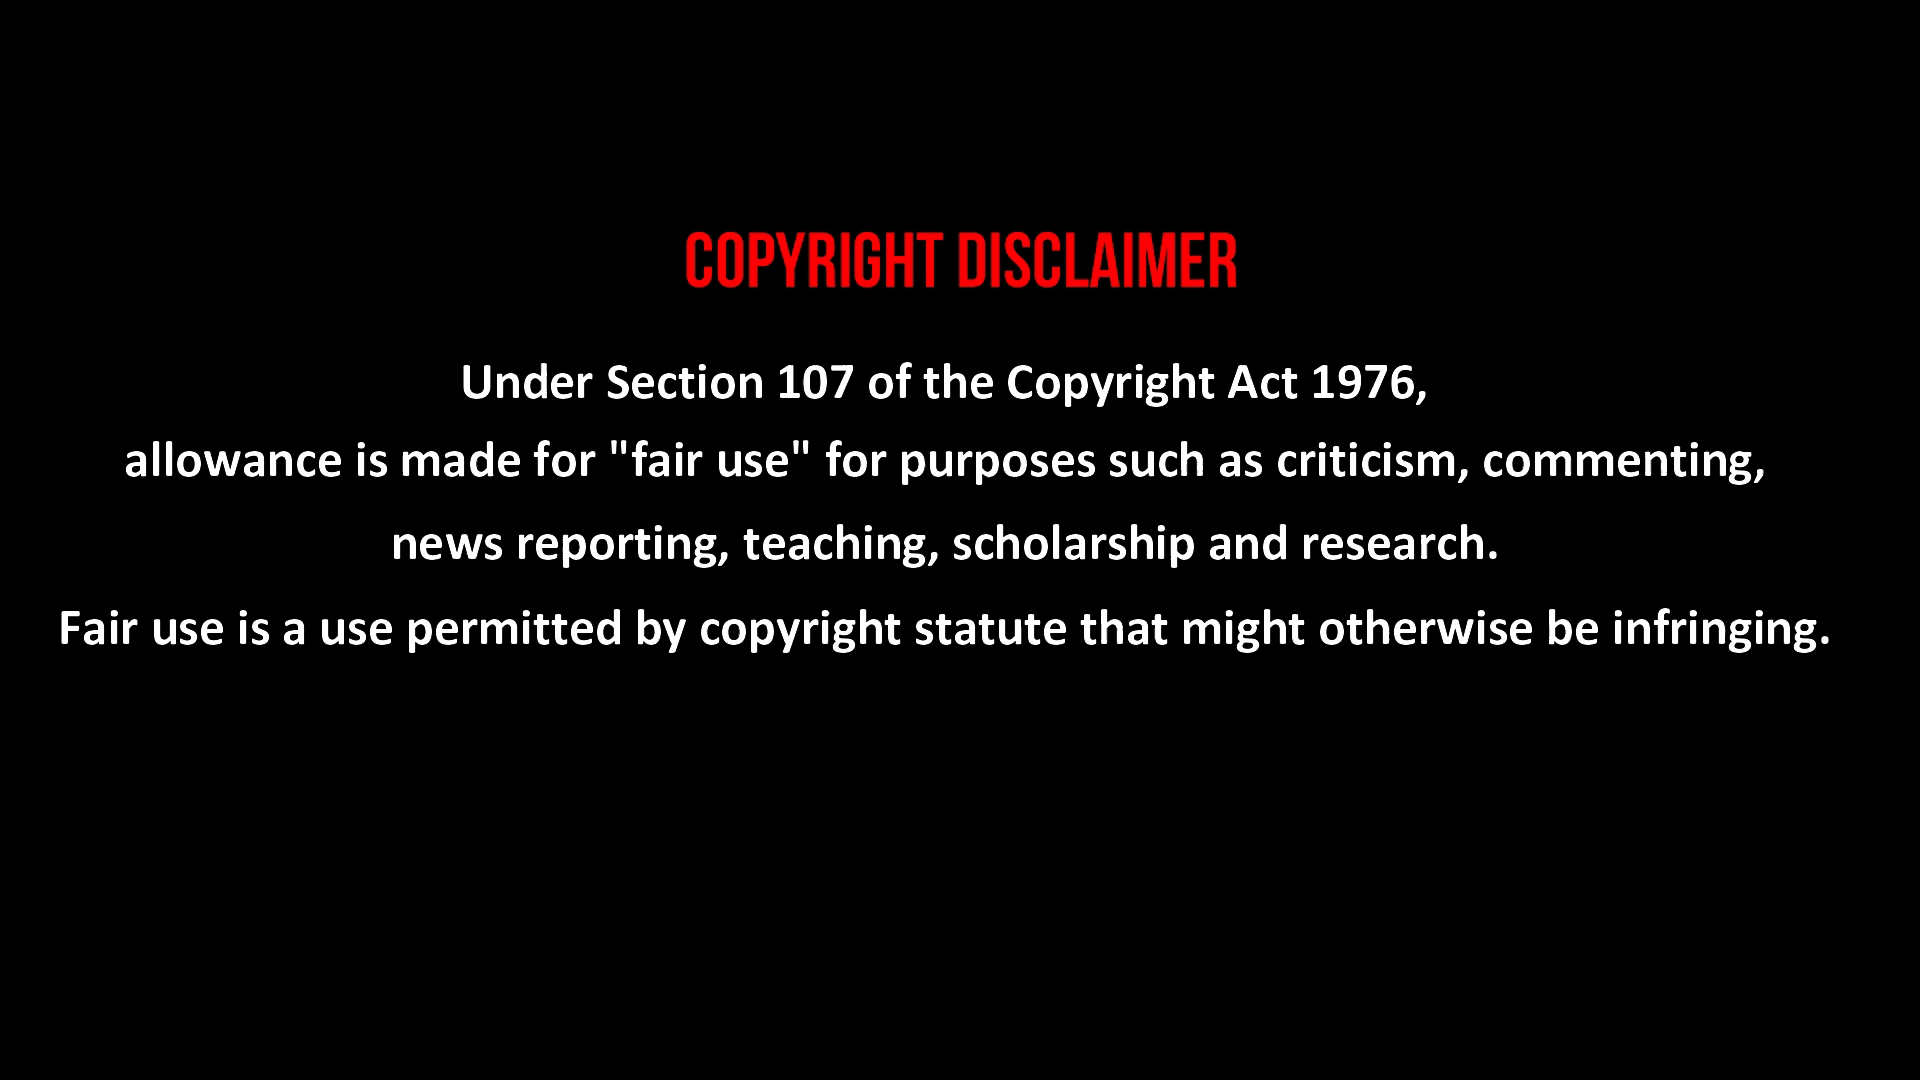 COPYRIGHT DISCLAIMER
Under Section 107 of the Copyright Act 1976,
allowance is made for "fair use" for purposes such as criticism, commenting,
news reporting, teaching, scholarship and research.
Fair use is a use permitted by copyright statute that might otherwise be infringing.